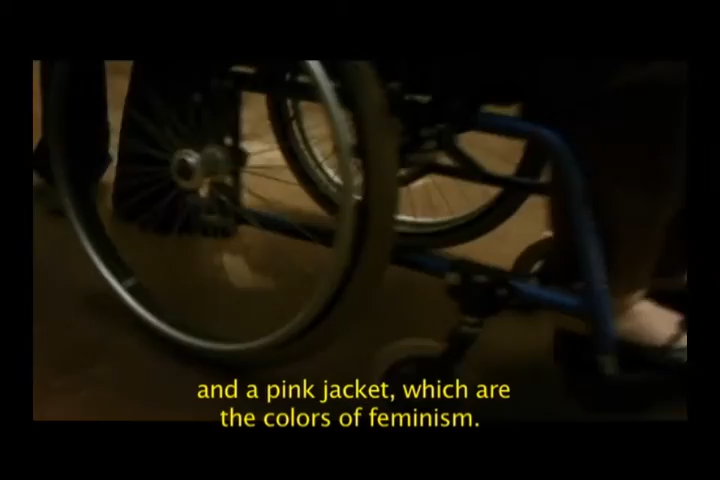 and a pink jacket, which are
the colors of feminism.